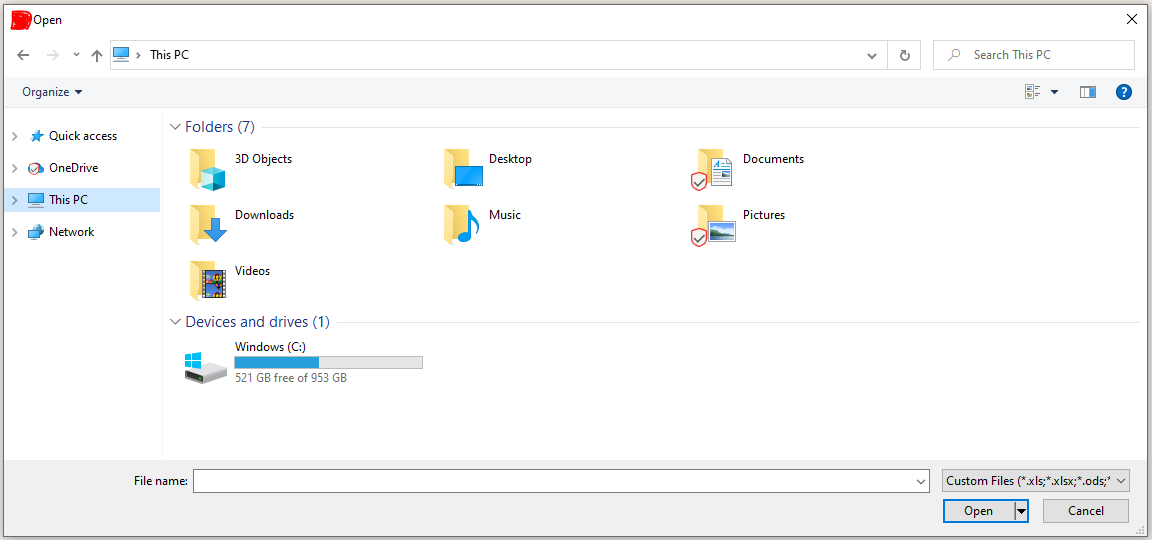 Open
This PC
Search This PC
Organize
Quick access
OneDrive
This PC
Network
Folders (7)
3D Objects
Desktop
Documents
Downloads
Music
Pictures
Videos
Devices and drives (1)
Windows (C:)
521 GB free of 953 GB
File name:
Custom Files (*.xls;*.xlsx;*.ods;*
Open
Cancel